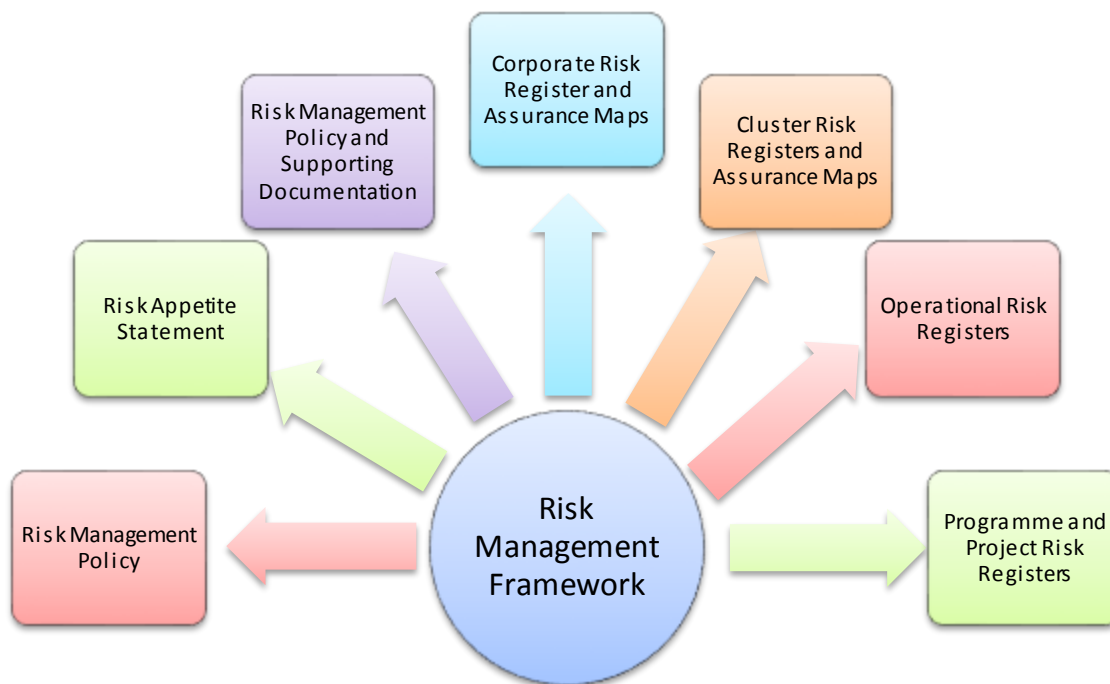 Corporate Risk
Register and
Assurance Maps
Risk Management
Policy and
Supporting
Documentation
Cluster Risk
Registers and
Assurance Maps
Risk Appetite
Statement
Operational Risk
Registers
Risk Management
Policy
Risk
Management
Framework
Programme and
Project Risk
Registers